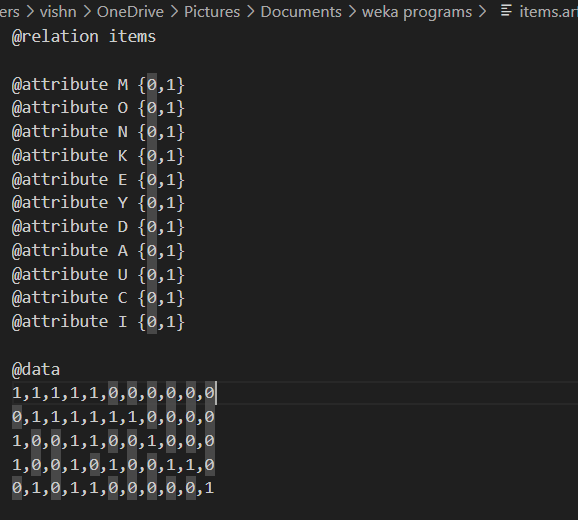 ers > vishn > OneDrive > Pictures > Documents > weka programs > items.ar
@relation items
@attribute M {0,1}
@attribute O {0,1}
@attribute N {0,1}
@attribute K {0,1}
@attribute E {0,1}
@attribute Y {0,1}
@attribute D {0,1}
@attribute A {0,1}
@attribute U {0,1}
@attribute C {0,1}
@attribute I {0,1}
@data
1,1,1,1,1,0,0,0,0,0,0
0,1,1,1,1,1,1,0,0,0,0
1,0,0,1,1,0,0,1,0,0,0
1,0,0,1,0,1,0,0,1,1,0
0,1,0,1,1,0,0,0,0,0,1